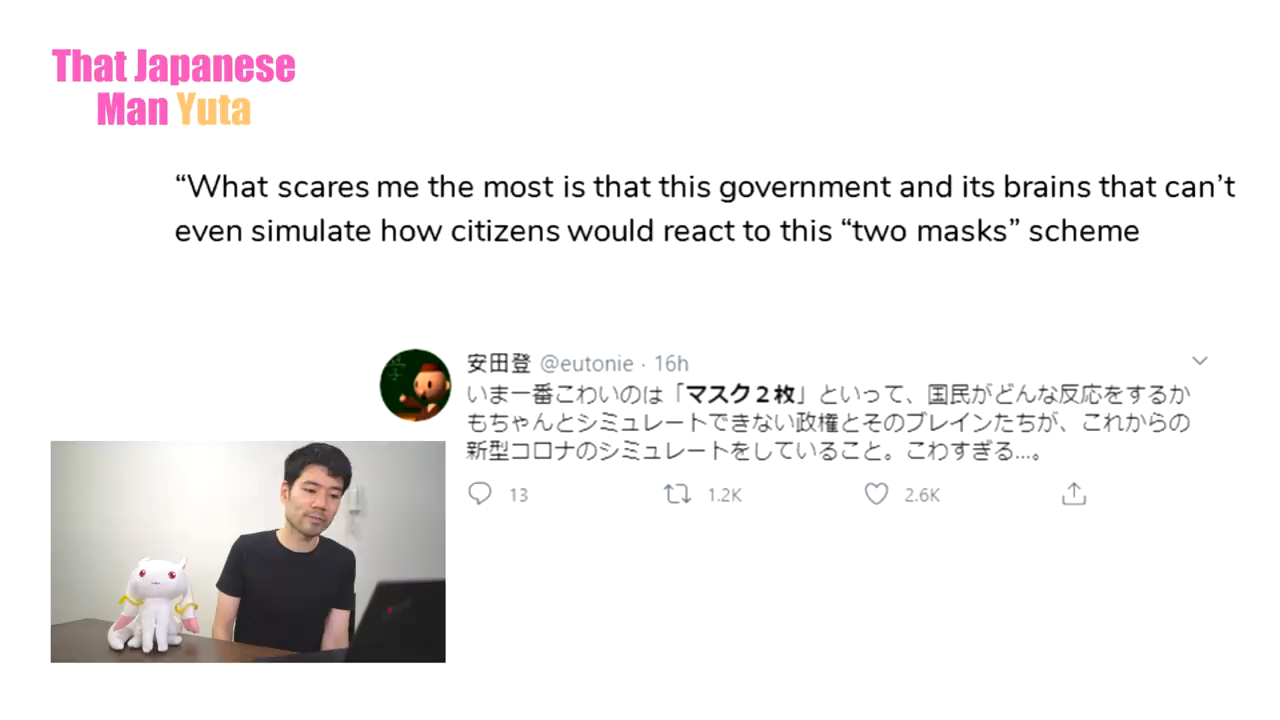 That Japanese
Man Yuta
“What scares me the most is that this government and its brains that can’t
even simulate how citizens would react to this “two masks” scheme
安田登 @eutonie · 16h
いま一番こわいのは「マスク２枚」といって、国民がどんな反応をするか
もちゃんとシミュレートできない政権とそのブレインたちが、これからの
新型コロナのシミュレートをしていること。こわすぎる...。
13 1.2K 2.6K